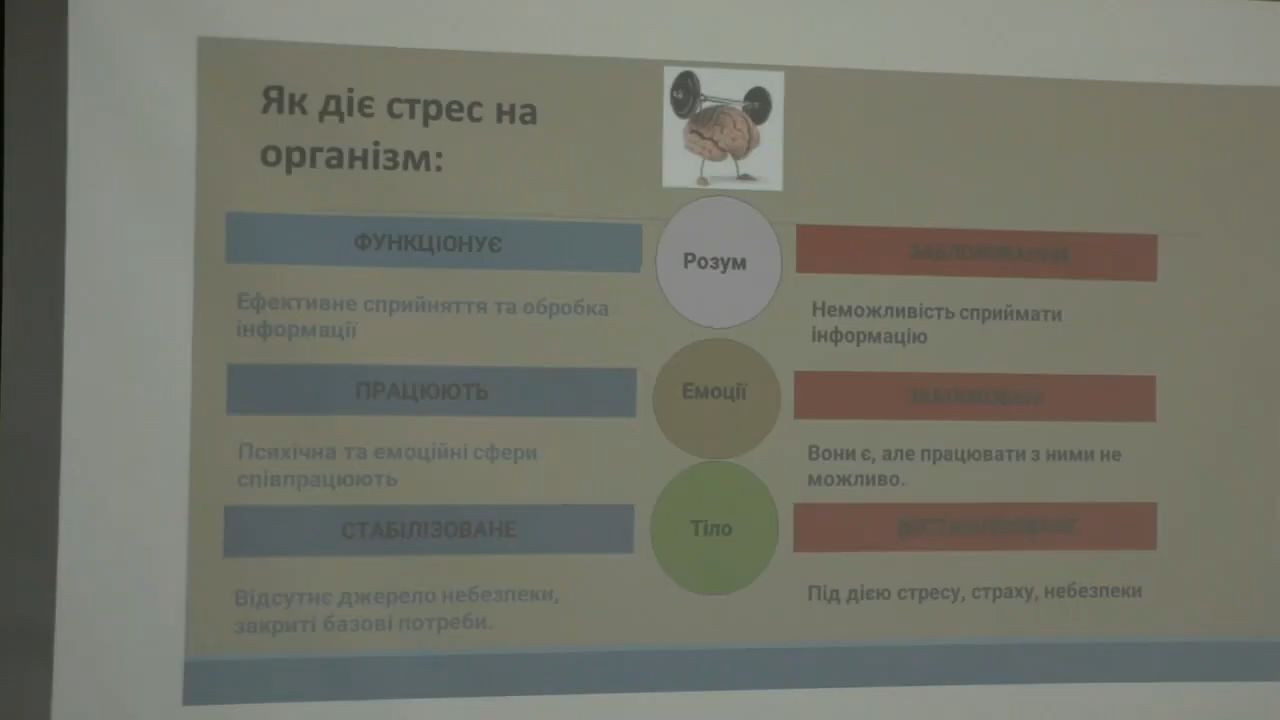 Як діє стрес на
організм:
ФУНКЦІОНУЄ
Розум
Ефективне сприйняття та обробка
інформації
Неможливість сприймати
інформацію
ПРАЦЮЮТЬ
Емоції
Психічна та емоційні сфери
співпрацюють
Вони є, але працювати з ними не
можливо.
СТАБІЛІЗОВАНЕ
Тіло
Відсутнє джерело небезпеки,
закриті базові потреби.
Під дією стресу, страху, небезпеки